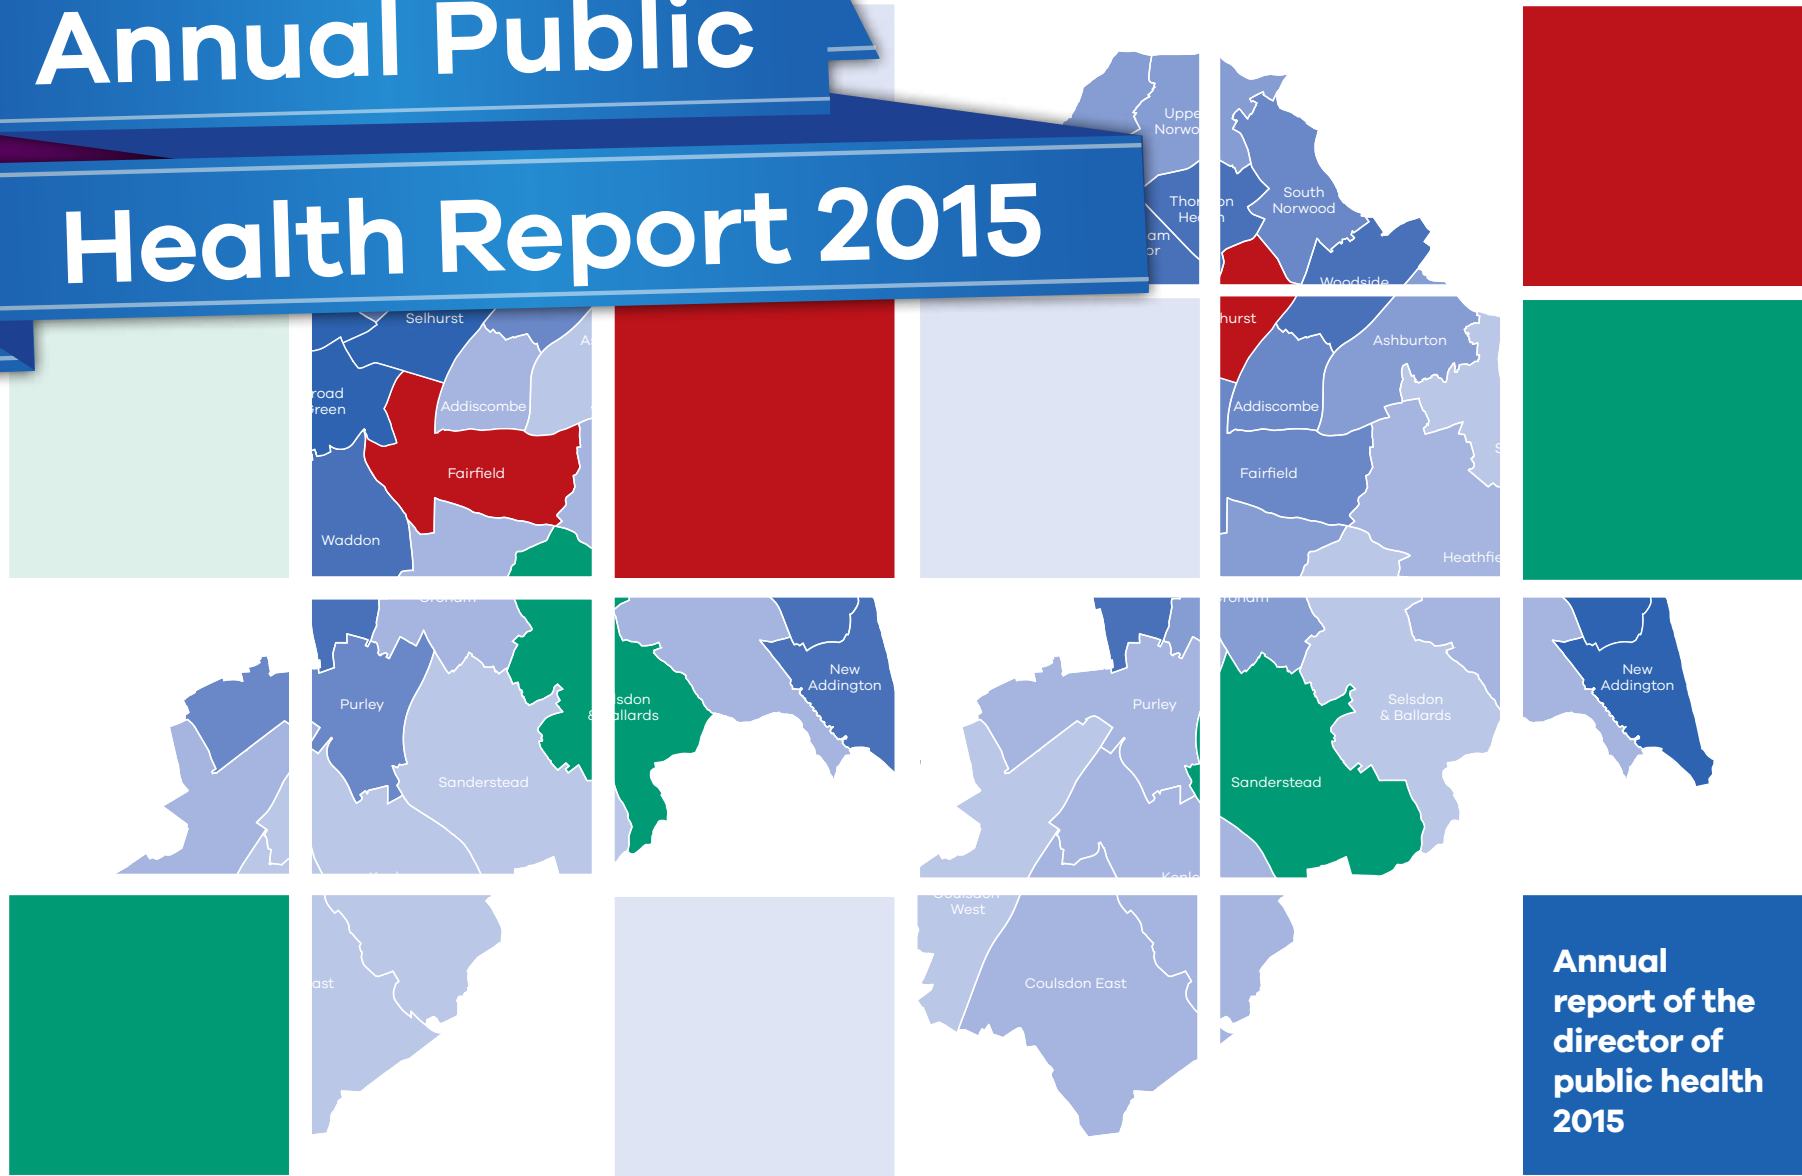 Annual Public
Health Report 2015
South
Norwood
Woodside
Selhurst
Ashburton
Addiscombe
Addiscombe
Fairfield
Fairfield
Waddon
New
Addington
New
Addington
Purley
Purley
Selsdon
& Ballards
Sanderstead
Sanderstead
West
Coulsdon East
Annual
report of the
director of
public health
2015